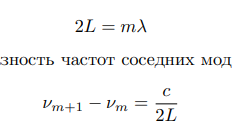 2L = mλ
зность частот соседних мод
ν_{m+1} − ν_m = c / 2L